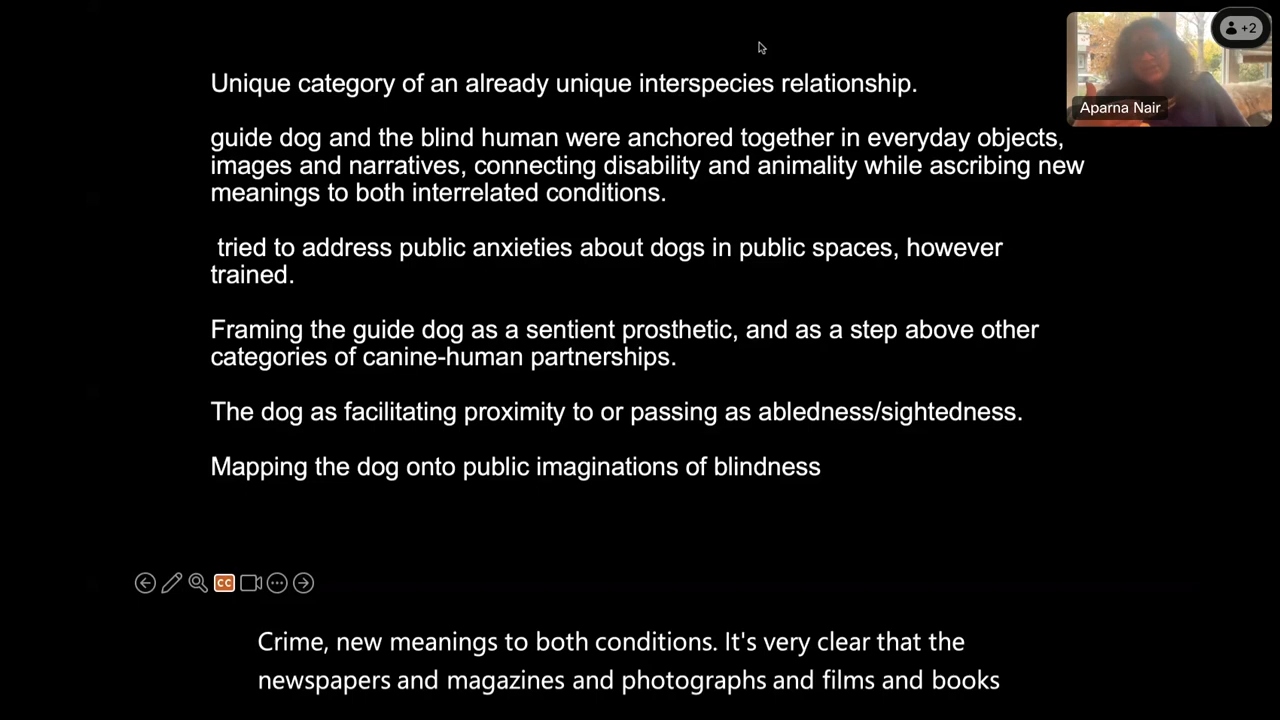 +2
Aparna Nair
Unique category of an already unique interspecies relationship.
guide dog and the blind human were anchored together in everyday objects,
images and narratives, connecting disability and animality while ascribing new
meanings to both interrelated conditions.
tried to address public anxieties about dogs in public spaces, however
trained.
Framing the guide dog as a sentient prosthetic, and as a step above other
categories of canine-human partnerships.
The dog as facilitating proximity to or passing as abledness/sightedness.
Mapping the dog onto public imaginations of blindness
CC
Crime, new meanings to both conditions. It's very clear that the
newspapers and magazines and photographs and films and books